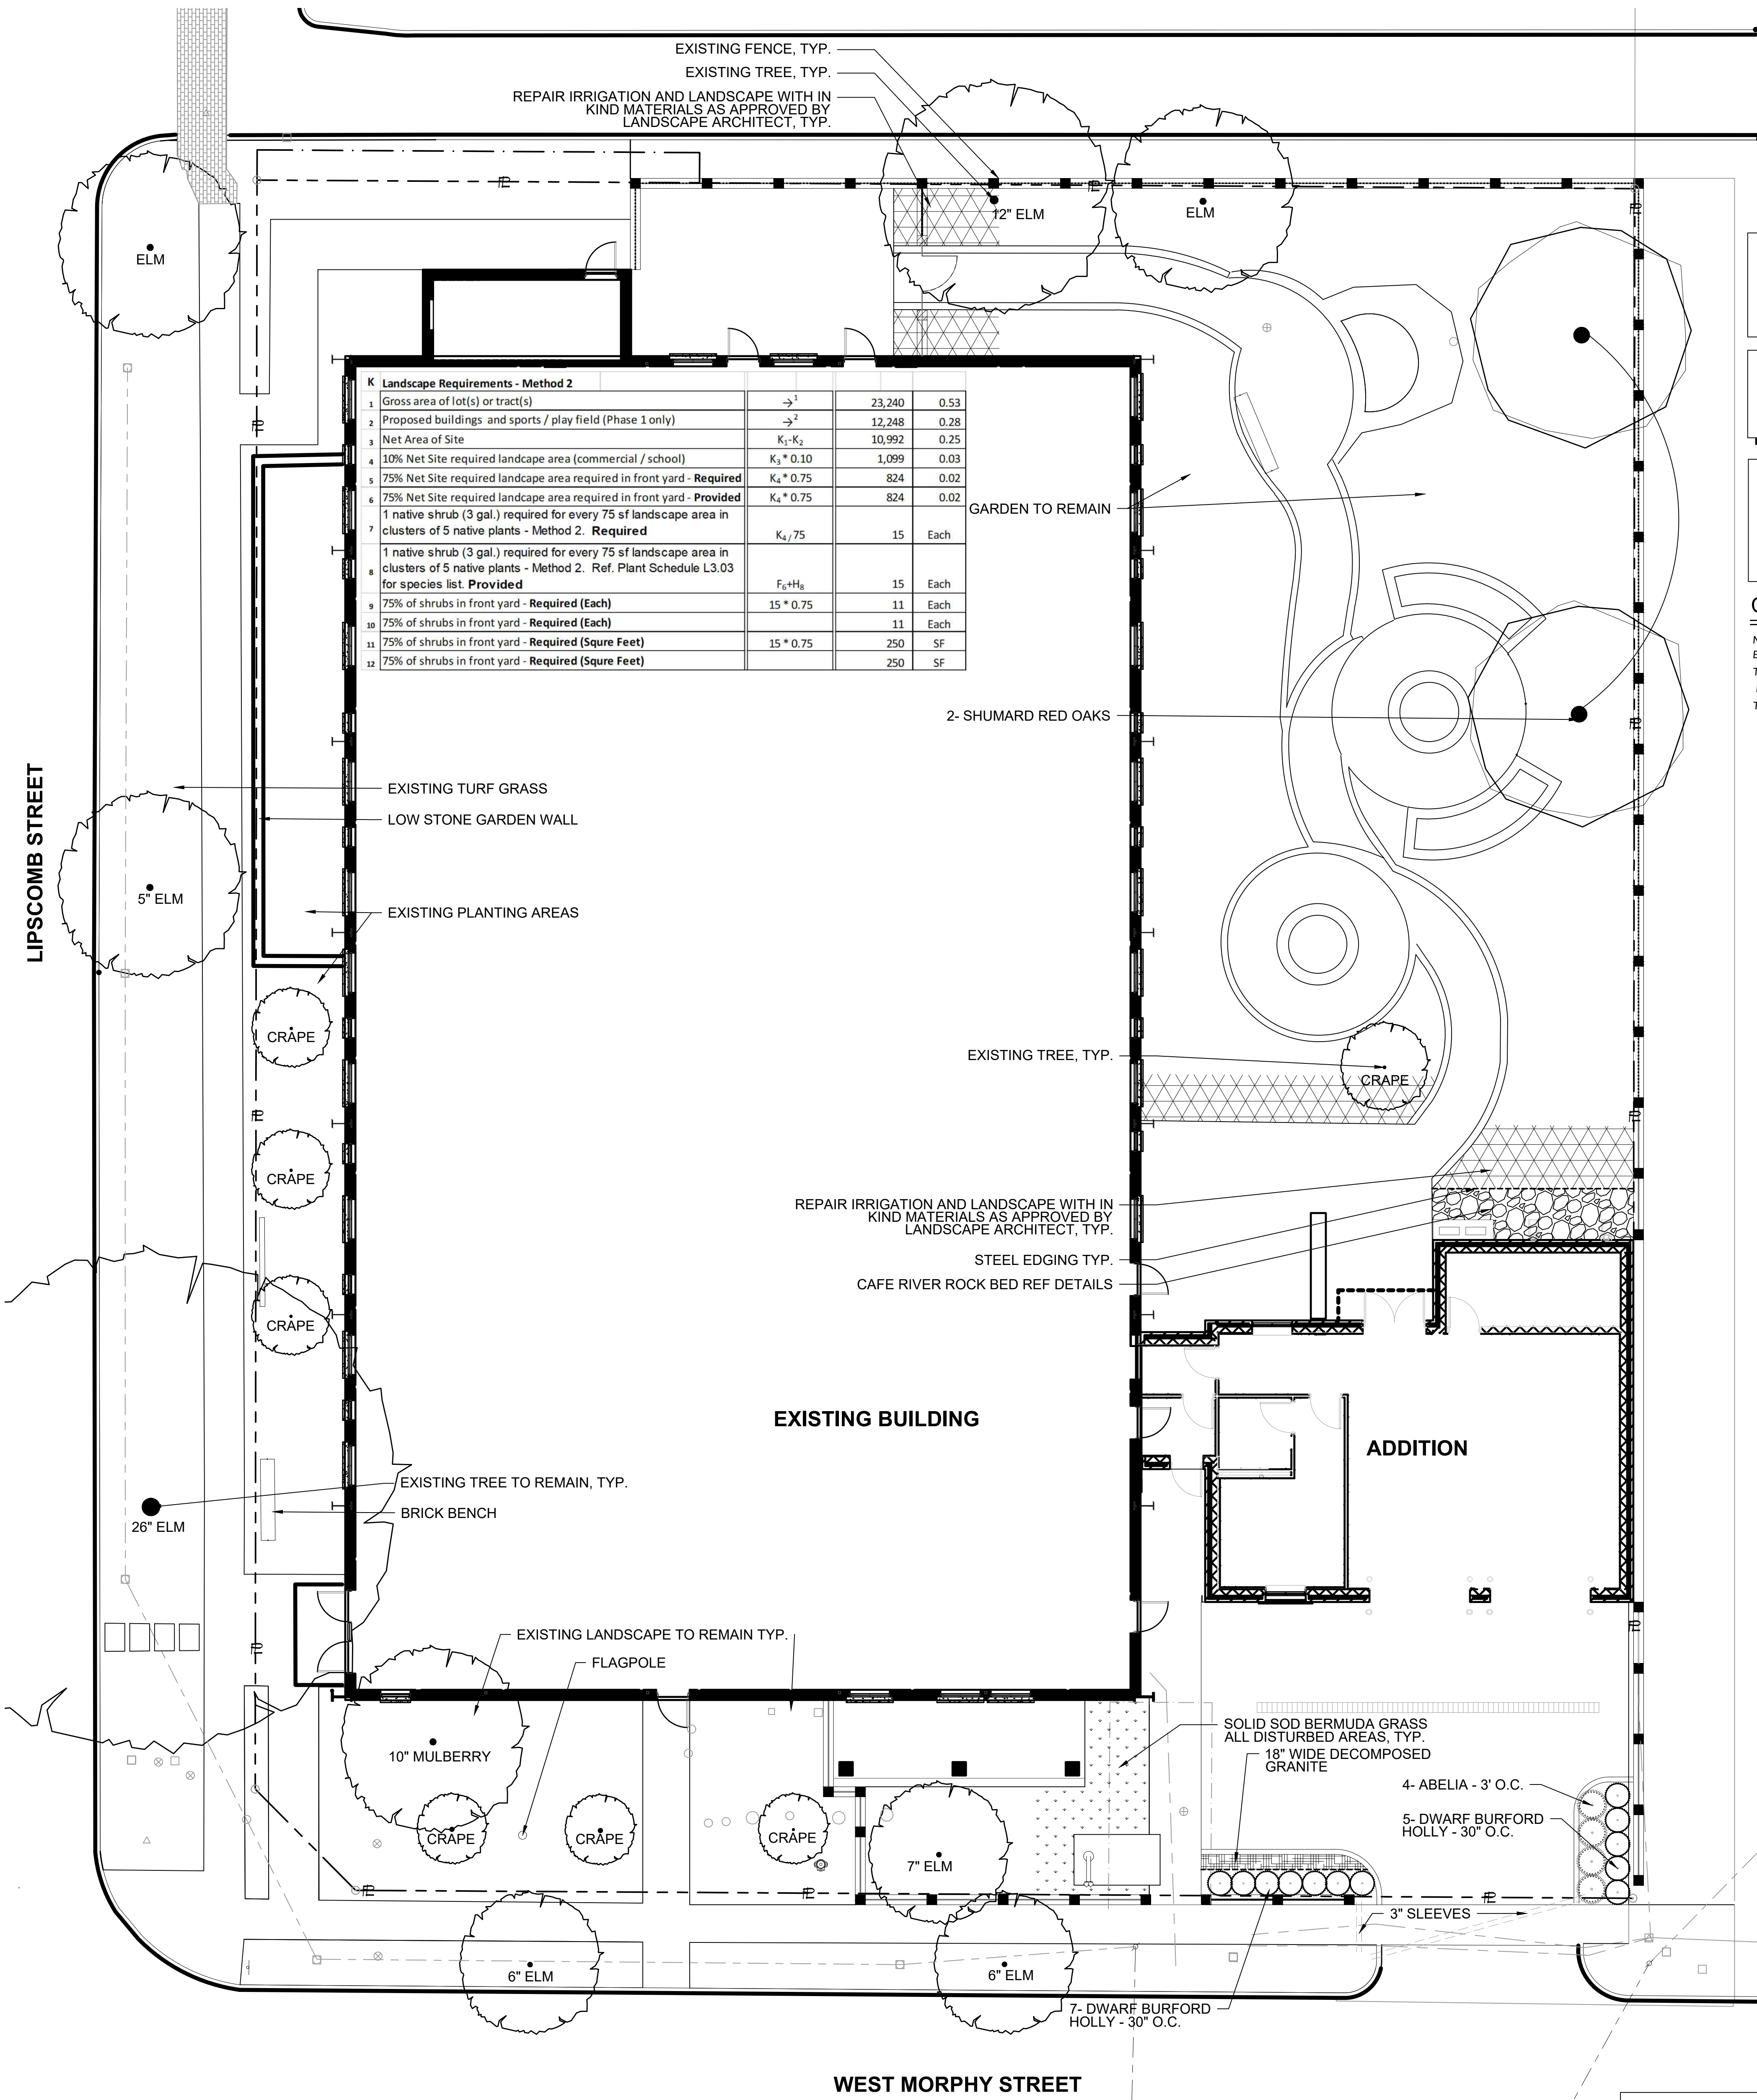 EXISTING FENCE, TYP.
EXISTING TREE, TYP.
REPAIR IRRIGATION AND LANDSCAPE WITH IN
KIND MATERIALS AS APPROVED BY
LANDSCAPE ARCHITECT, TYP.
12" ELM
ELM
ELM
K Landscape Requirements - Method 2
1 Gross area of lot(s) or tract(s) →1 23,240 0.53
2 Proposed buildings and sports / play field (Phase 1 only) →2 12,248 0.28
3 Net Area of Site K1-K2 10,992 0.25
4 10% Net Site required landcape area (commercial / school) K3 * 0.10 1,099 0.03
5 75% Net Site required landcape area required in front yard - Required K4 * 0.75 824 0.02
6 75% Net Site required landcape area required in front yard - Provided K4 * 0.75 824 0.02
1 native shrub (3 gal.) required for every 75 sf landscape area in
7 clusters of 5 native plants - Method 2. Required K4 / 75 15 Each
1 native shrub (3 gal.) required for every 75 sf landscape area in
clusters of 5 native plants - Method 2. Ref. Plant Schedule L3.03
8 for species list. Provided F6+H8 15 Each
9 75% of shrubs in front yard - Required (Each) 15 * 0.75 11 Each
10 75% of shrubs in front yard - Required (Each) 11 Each
11 75% of shrubs in front yard - Required (Squre Feet) 15 * 0.75 250 SF
12 75% of shrubs in front yard - Required (Squre Feet) 250 SF
GARDEN TO REMAIN
2- SHUMARD RED OAKS
LIPSCOMB STREET
EXISTING TURF GRASS
LOW STONE GARDEN WALL
5" ELM
EXISTING PLANTING AREAS
CRAPE
EXISTING TREE, TYP.
CRAPE
CRAPE
REPAIR IRRIGATION AND LANDSCAPE WITH IN
KIND MATERIALS AS APPROVED BY
LANDSCAPE ARCHITECT, TYP.
STEEL EDGING TYP.
CAFE RIVER ROCK BED REF DETAILS
CRAPE
EXISTING BUILDING
ADDITION
EXISTING TREE TO REMAIN, TYP.
BRICK BENCH
26" ELM
EXISTING LANDSCAPE TO REMAIN TYP.
FLAGPOLE
10" MULBERRY
SOLID SOD BERMUDA GRASS
ALL DISTURBED AREAS, TYP.
18" WIDE DECOMPOSED
GRANITE
4- ABELIA - 3' O.C.
5- DWARF BURFORD
HOLLY - 30" O.C.
CRAPE
CRAPE
CRAPE
7" ELM
3" SLEEVES
6" ELM
6" ELM
7- DWARF BURFORD
HOLLY - 30" O.C.
WEST MORPHY STREET